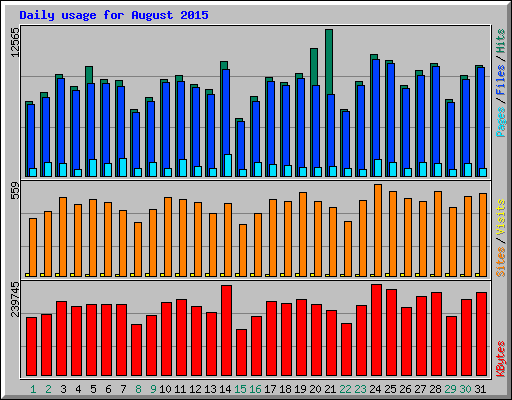 Daily usage for August 2015
12565
Pages / Files / Hits
559
Sites / Visits
239745
KBytes
1 2 3 4 5 6 7 8 9 10 11 12 13 14 15 16 17 18 19 20 21 22 23 24 25 26 27 28 29 30 31